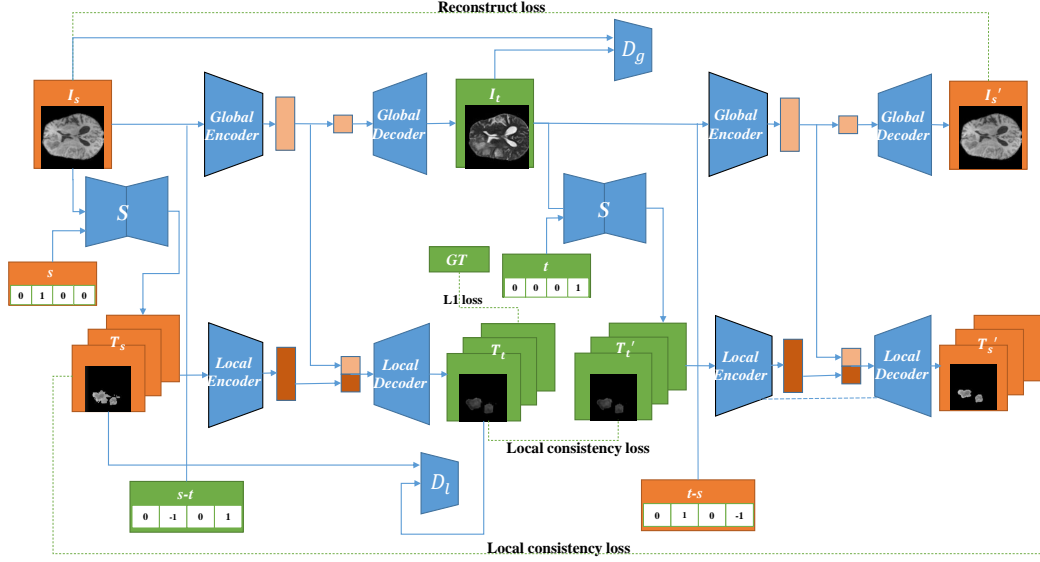 Reconstruct loss
D_g
I_s
Global
Encoder
Global
Decoder
I_t
Global
Encoder
Global
Decoder
I_s'
S
S
s
0 1 0 0
GT
t
0 0 0 1
L1 loss
T_s
Local
Encoder
Local
Decoder
T_t
T_t'
Local
Encoder
Local
Decoder
T_s'
Local consistency loss
D_l
s-t
0 -1 0 1
t-s
0 1 0 -1
Local consistency loss